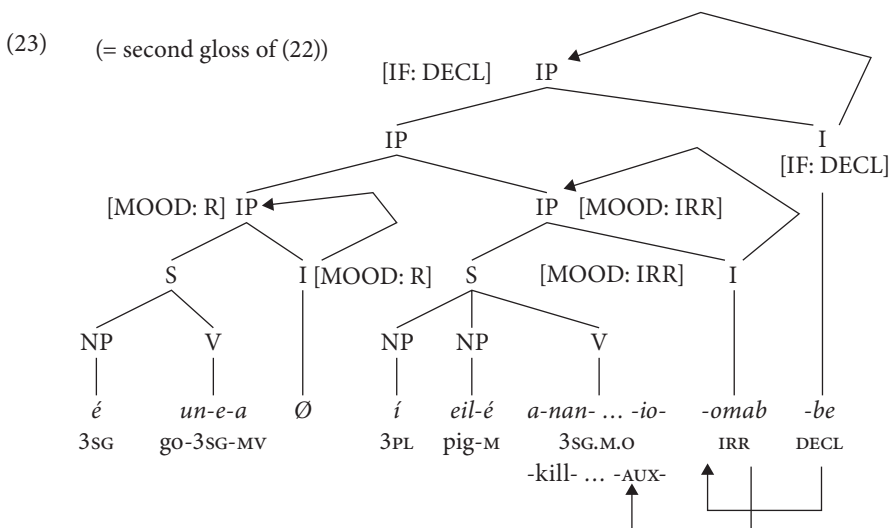 (23) (= second gloss of (22))
[IF: DECL] IP
IP I
[IF: DECL]
[MOOD: R] IP IP [MOOD: IRR]
S I [MOOD: R] S [MOOD: IRR] I
NP V NP NP V
é un-e-a Ø í eil-é a-nan- ... -io- -omab -be
3SG go-3SG-MV 3PL pig-M 3SG.M.O IRR DECL
-kill- ... -AUX-